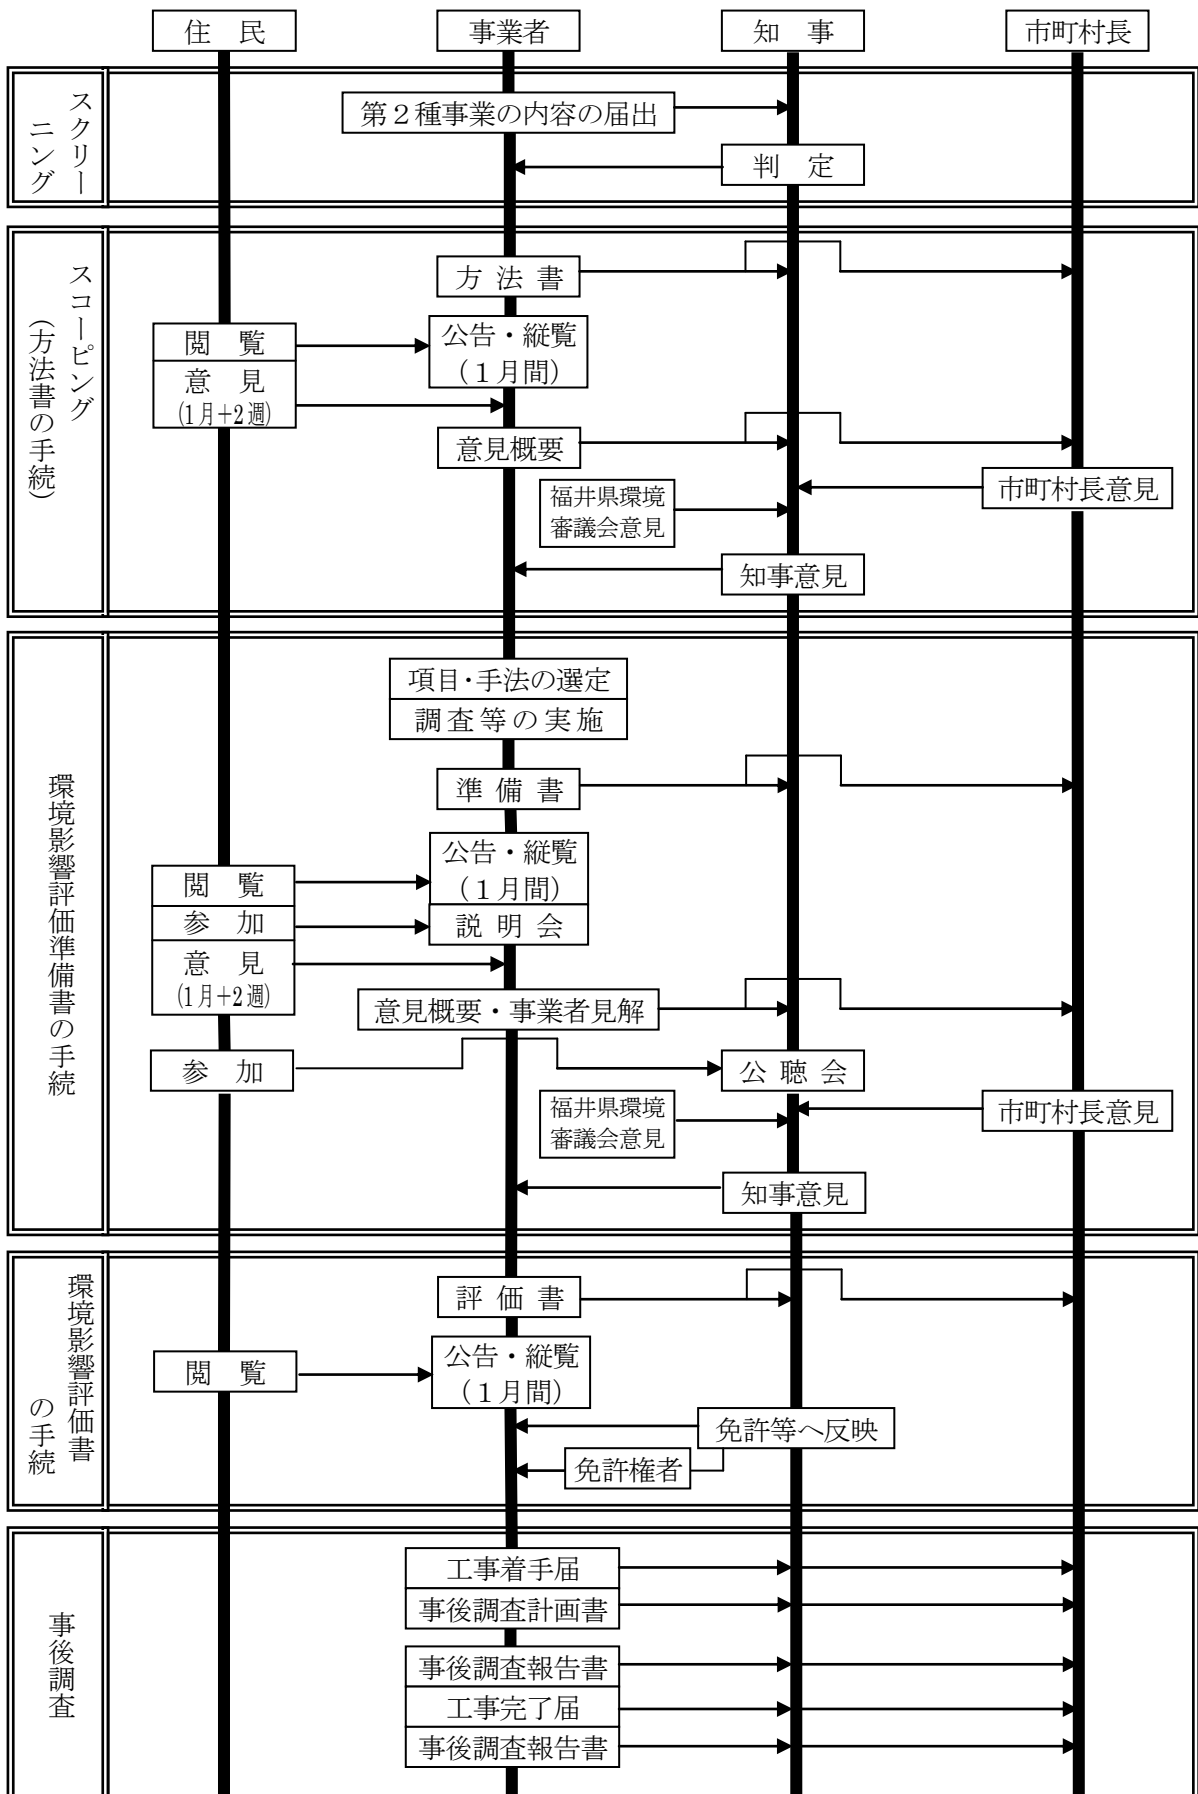 住　民
事業者
知　事
市町村長
スクリー
ニング
第２種事業の内容の届出
判　定
スコーピング
（方法書の手続）
方 法 書
閲　覧
公告・縦覧
（１月間）
意　見
(1月+2週)
意見概要
市町村長意見
福井県環境
審議会意見
知事意見
環境影響評価準備書の手続
項目・手法の選定
調査等の実施
準 備 書
公告・縦覧
（１月間）
閲　覧
参　加
説 明 会
意　見
(1月+2週)
意見概要・事業者見解
参　加
公 聴 会
福井県環境
審議会意見
市町村長意見
知事意見
環境影響評価書
の手続
評 価 書
公告・縦覧
（１月間）
閲　覧
免許等へ反映
免許権者
事後調査
工事着手届
事後調査計画書
事後調査報告書
工事完了届
事後調査報告書